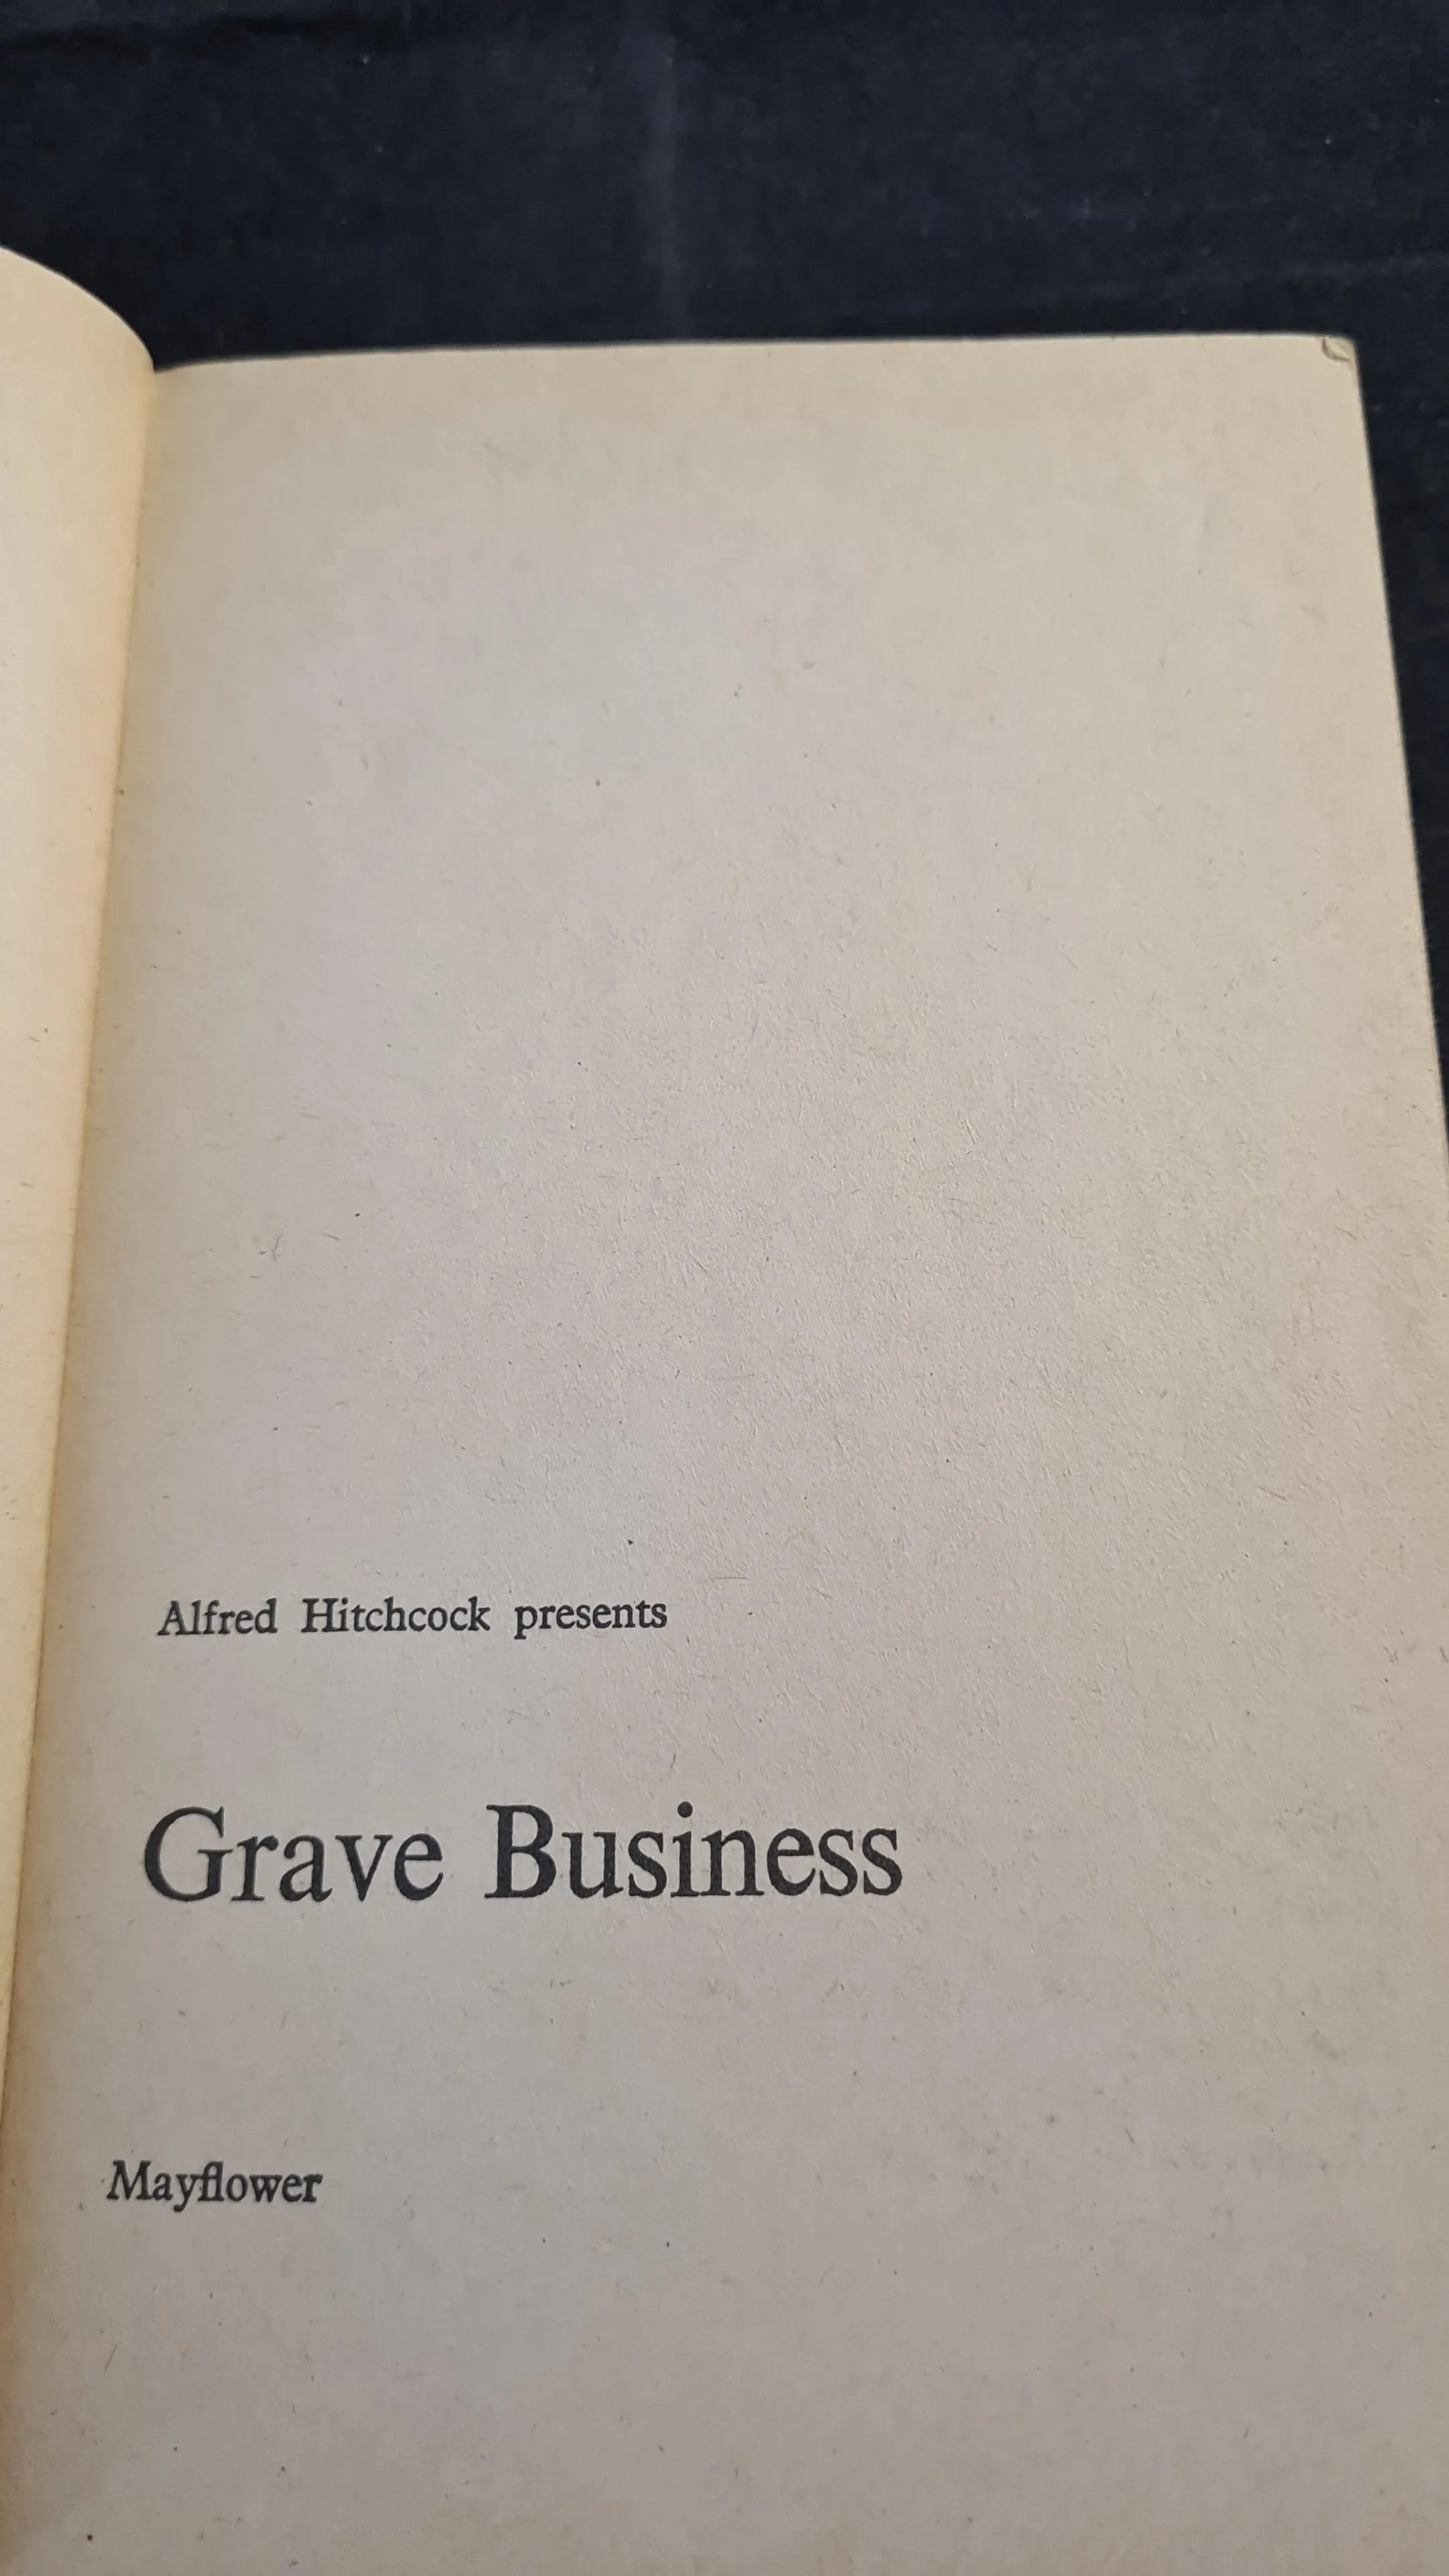 Alfred Hitchcock presents
Grave Business
Mayflower